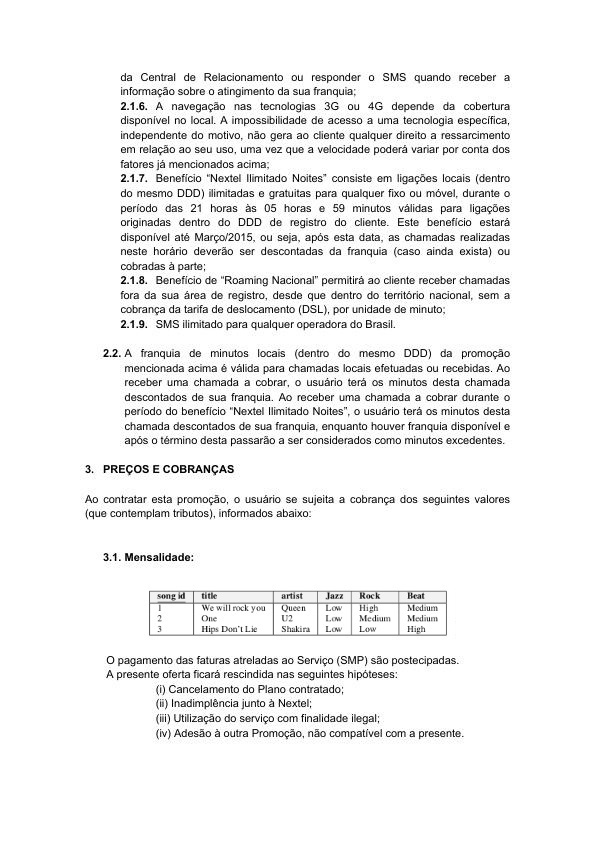 da Central de Relacionamento ou responder o SMS quando receber a
informação sobre o atingimento da sua franquia;
2.1.6. A navegação nas tecnologias 3G ou 4G depende da cobertura
disponível no local. A impossibilidade de acesso a uma tecnologia específica,
independente do motivo, não gera ao cliente qualquer direito a ressarcimento
em relação ao seu uso, uma vez que a velocidade poderá variar por conta dos
fatores já mencionados acima;
2.1.7. Benefício “Nextel Ilimitado Noites” consiste em ligações locais (dentro
do mesmo DDD) ilimitadas e gratuitas para qualquer fixo ou móvel, durante o
período das 21 horas às 05 horas e 59 minutos válidas para ligações
originadas dentro do DDD de registro do cliente. Este benefício estará
disponível até Março/2015, ou seja, após esta data, as chamadas realizadas
neste horário deverão ser descontadas da franquia (caso ainda exista) ou
cobradas à parte;
2.1.8. Benefício de “Roaming Nacional” permitirá ao cliente receber chamadas
fora da sua área de registro, desde que dentro do território nacional, sem a
cobrança da tarifa de deslocamento (DSL), por unidade de minuto;
2.1.9. SMS ilimitado para qualquer operadora do Brasil.
2.2. A franquia de minutos locais (dentro do mesmo DDD) da promoção
mencionada acima é válida para chamadas locais efetuadas ou recebidas. Ao
receber uma chamada a cobrar, o usuário terá os minutos desta chamada
descontados de sua franquia. Ao receber uma chamada a cobrar durante o
período do benefício “Nextel Ilimitado Noites”, o usuário terá os minutos desta
chamada descontados de sua franquia, enquanto houver franquia disponível e
após o término desta passarão a ser considerados como minutos excedentes.
3. PREÇOS E COBRANÇAS
Ao contratar esta promoção, o usuário se sujeita a cobrança dos seguintes valores
(que contemplam tributos), informados abaixo:
3.1. Mensalidade:
song id title artist Jazz Rock Beat
1 We will rock you Queen Low High Medium
2 One U2 Low Medium Medium
3 Hips Don't Lie Shakira Low Low High
O pagamento das faturas atreladas ao Serviço (SMP) são postecipadas.
A presente oferta ficará rescindida nas seguintes hipóteses:
(i) Cancelamento do Plano contratado;
(ii) Inadimplência junto à Nextel;
(iii) Utilização do serviço com finalidade ilegal;
(iv) Adesão à outra Promoção, não compatível com a presente.